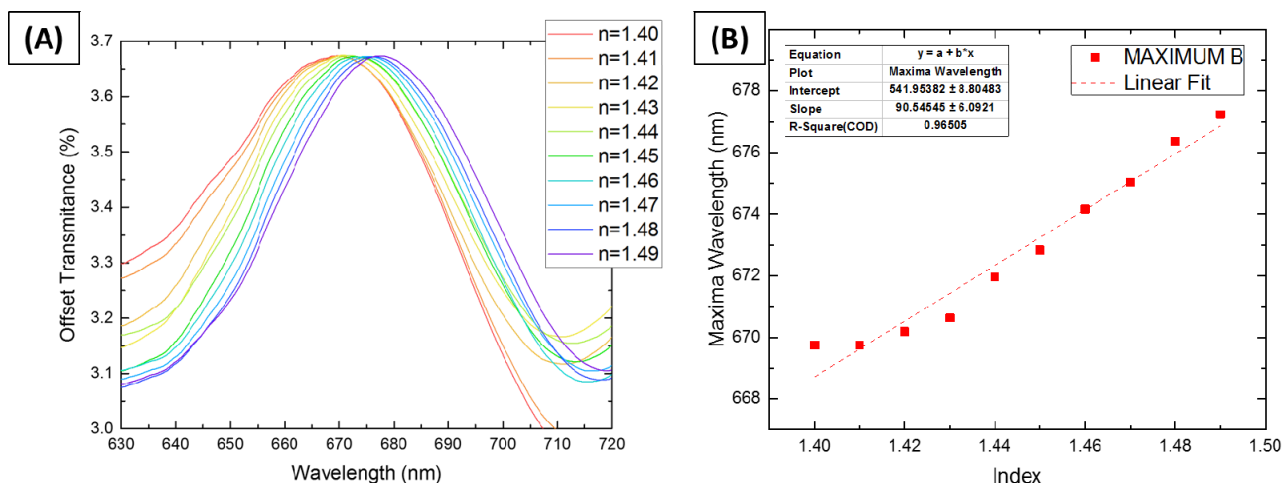 (A)
Offset Transmitance (%)
3.7
3.6
3.5
3.4
3.3
3.2
3.1
3.0
630 640 650 660 670 680 690 700 710 720
Wavelength (nm)
n=1.40
n=1.41
n=1.42
n=1.43
n=1.44
n=1.45
n=1.46
n=1.47
n=1.48
n=1.49
(B)
Maxima Wavelength (nm)
678
676
674
672
670
668
1.40 1.42 1.44 1.46 1.48 1.50
Index
Equation y = a + b*x
Plot Maxima Wavelength
Intercept 541.95382 ± 8.80483
Slope 90.54545 ± 6.0921
R-Square(COD) 0.96505
MAXIMUM B
Linear Fit